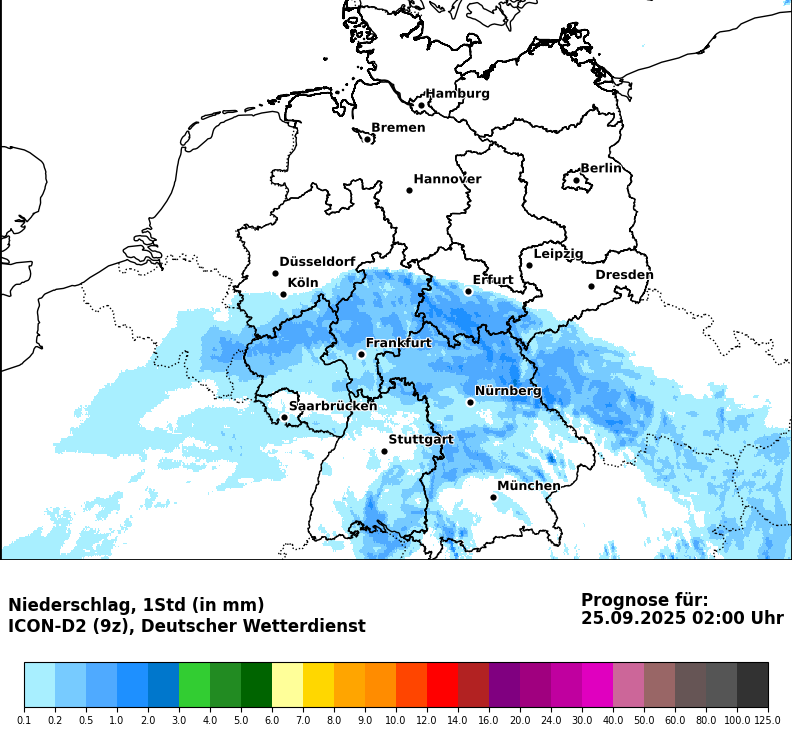 Hamburg
Bremen
Berlin
Hannover
Leipzig
Düsseldorf
Dresden
Köln
Erfurt
Frankfurt
Nürnberg
Saarbrücken
Stuttgart
München
Niederschlag, 1Std (in mm)
ICON-D2 (9z), Deutscher Wetterdienst
Prognose für:
25.09.2025 02:00 Uhr
0.1 0.2 0.5 1.0 2.0 3.0 4.0 5.0 6.0 7.0 8.0 9.0 10.0 12.0 14.0 16.0 20.0 24.0 30.0 40.0 50.0 60.0 80.0 100.0 125.0